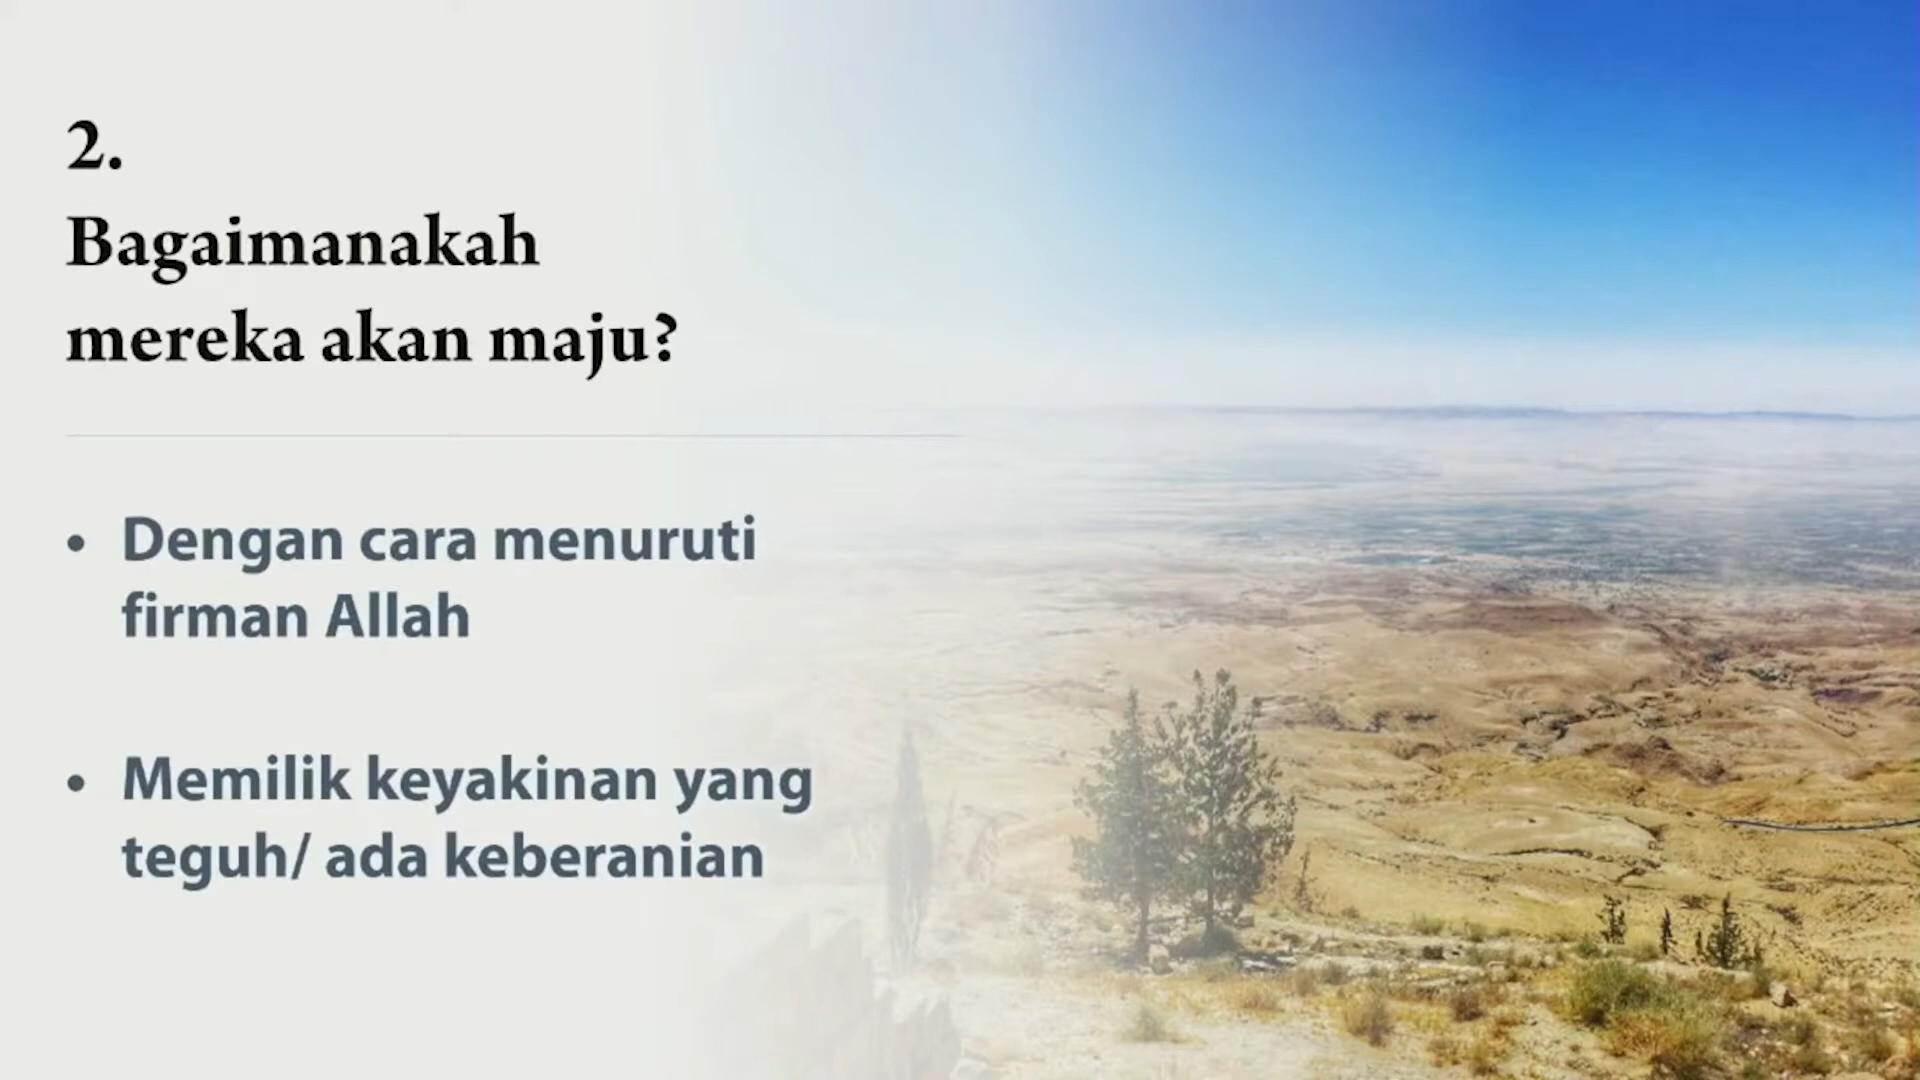 2.
Bagaimanakah
mereka akan maju?
• Dengan cara menuruti
firman Allah
• Memilik keyakinan yang
teguh/ ada keberanian